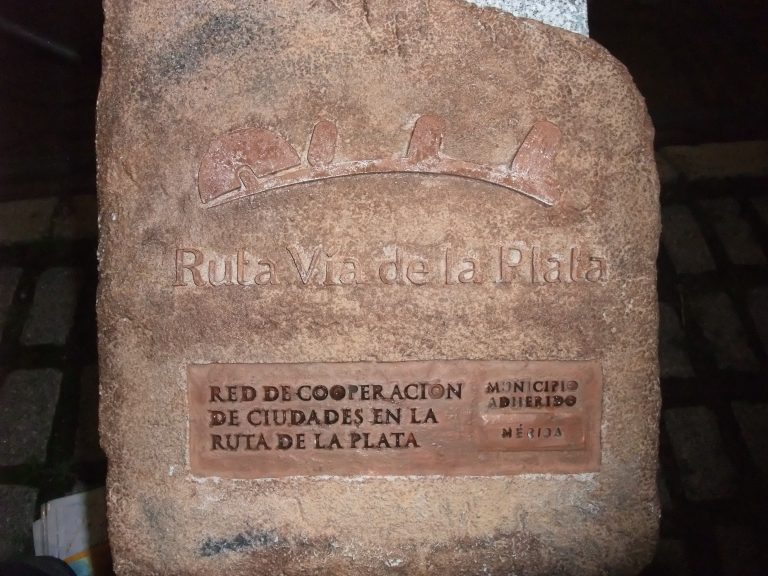 Ruta Vía de la Plata
RED DE COOPERACIÓN
DE CIUDADES EN LA
RUTA DE LA PLATA
MUNICIPIO
ADHERIDO
MÉRIDA